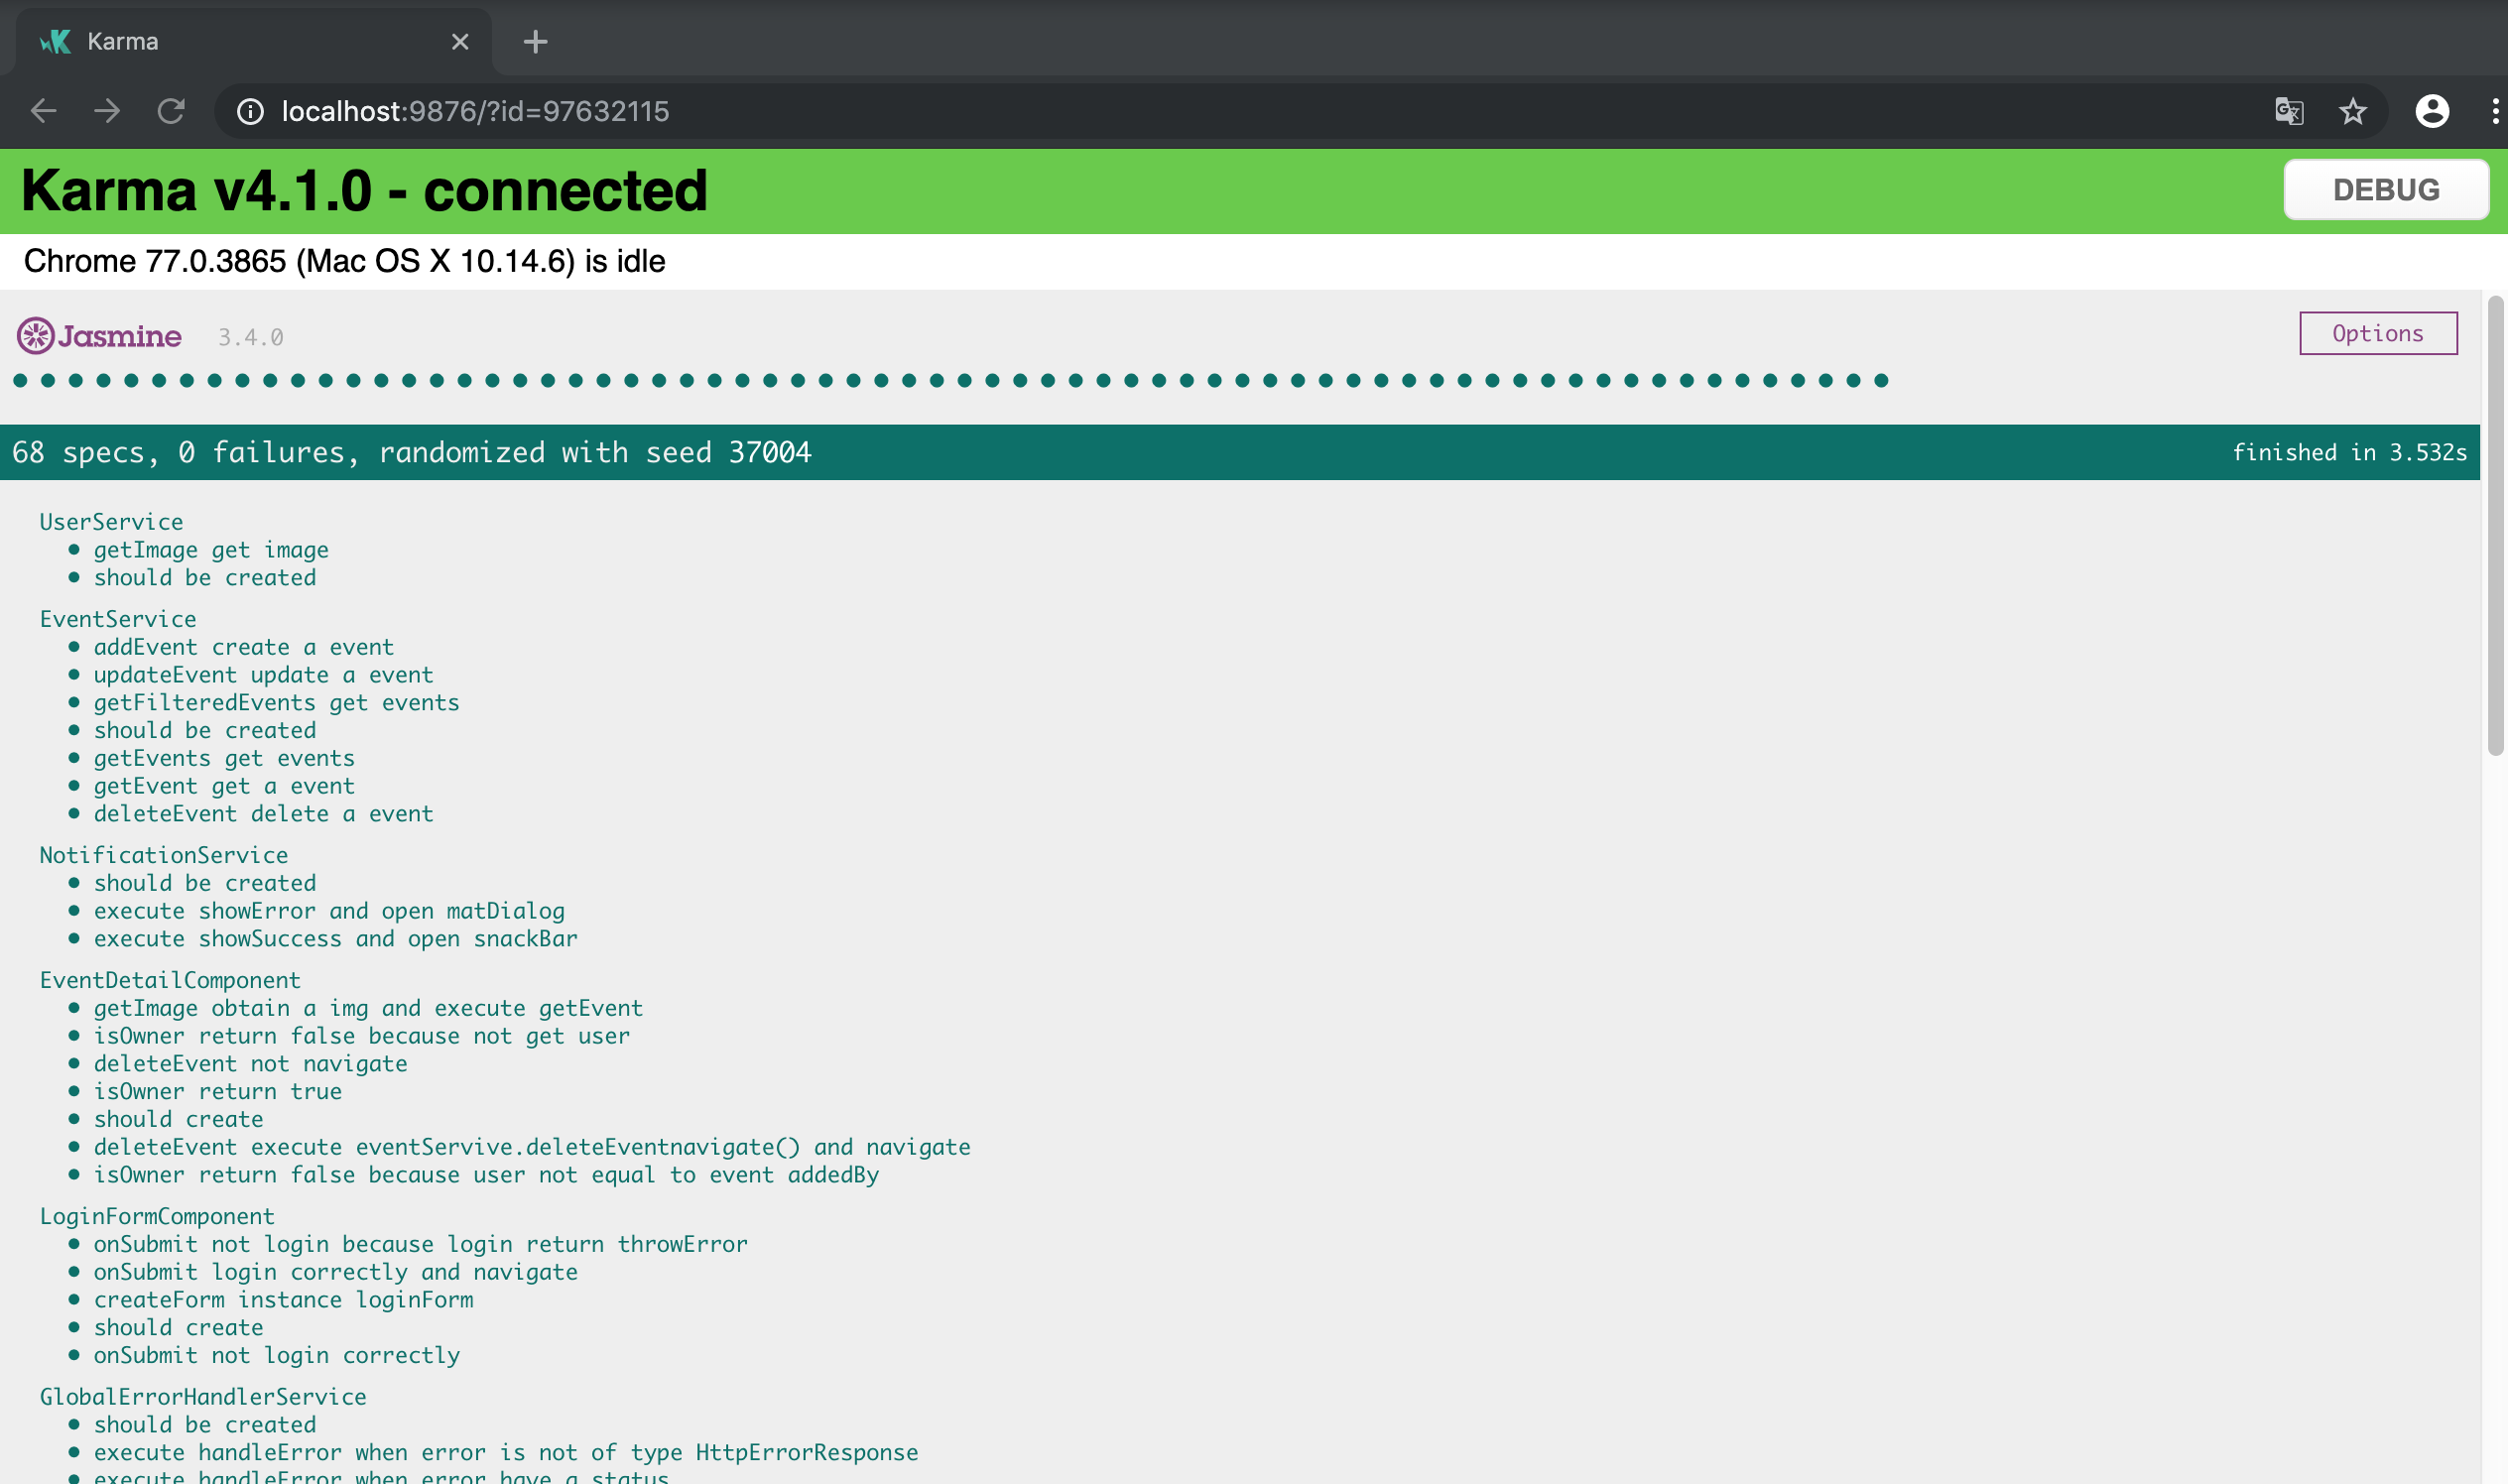 Karma
localhost:9876/?id=97632115
Karma v4.1.0 - connected
DEBUG
Chrome 77.0.3865 (Mac OS X 10.14.6) is idle
Jasmine 3.4.0
Options
68 specs, 0 failures, randomized with seed 37004
finished in 3.532s
UserService
getImage get image
should be created
EventService
addEvent create a event
updateEvent update a event
getFilteredEvents get events
should be created
getEvents get events
getEvent get a event
deleteEvent delete a event
NotificationService
should be created
execute showError and open matDialog
execute showSuccess and open snackBar
EventDetailComponent
getImage obtain a img and execute getEvent
isOwner return false because not get user
deleteEvent not navigate
isOwner return true
should create
deleteEvent execute eventServive.deleteEventnavigate() and navigate
isOwner return false because user not equal to event addedBy
LoginFormComponent
onSubmit not login because login return throwError
onSubmit login correctly and navigate
createForm instance loginForm
should create
onSubmit not login correctly
GlobalErrorHandlerService
should be created
execute handleError when error is not of type HttpErrorResponse
execute handleError when error have a status